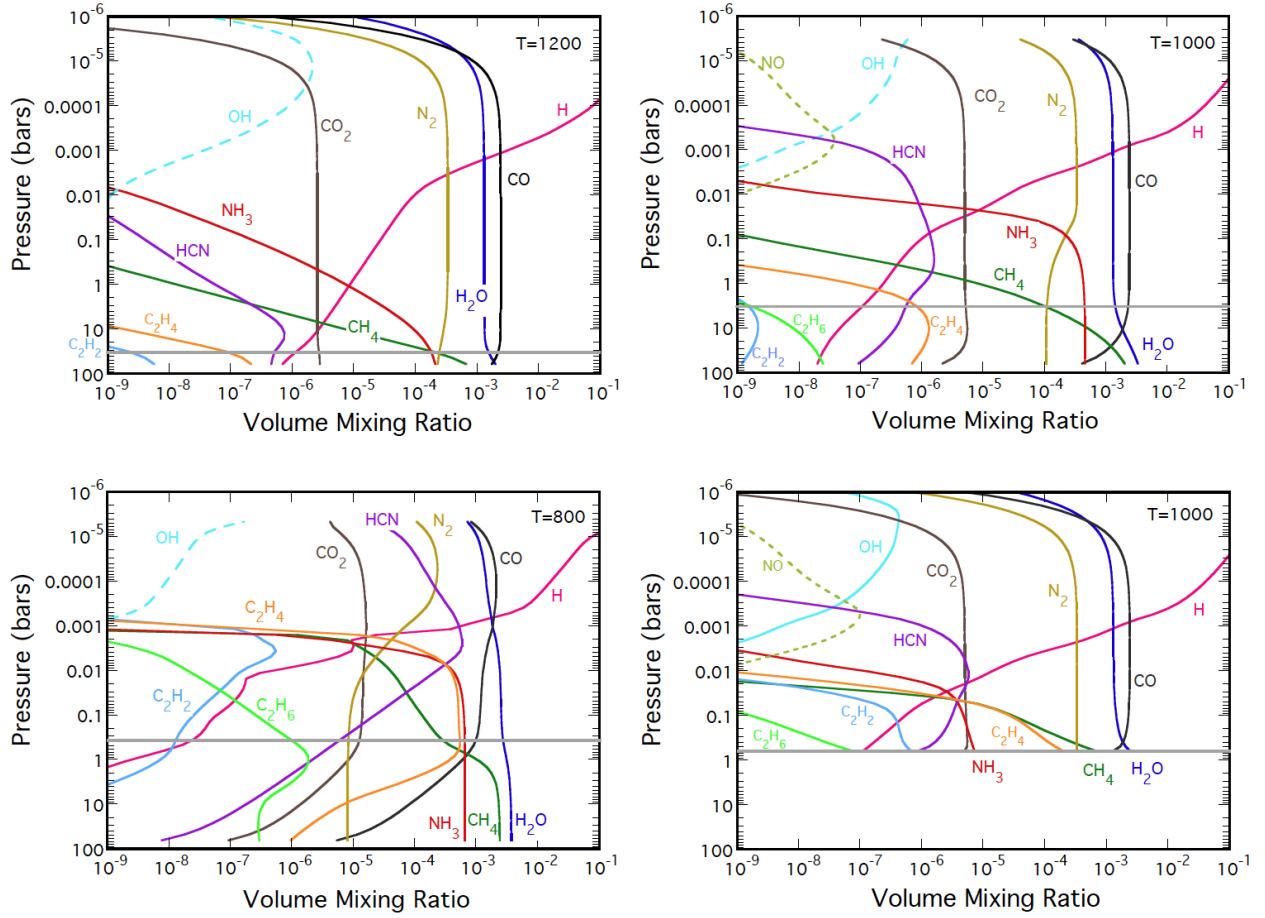 T=1200
10⁻⁶
10⁻⁵
0.0001
0.001
0.01
0.1
1
10
100
Pressure (bars)
OH
CO₂
N₂
H
CO
NH₃
HCN
H₂O
CH₄
C₂H₄
C₂H₂
10⁻⁹ 10⁻⁸ 10⁻⁷ 10⁻⁶ 10⁻⁵ 10⁻⁴ 10⁻³ 10⁻² 10⁻¹
Volume Mixing Ratio
T=1000
10⁻⁶
10⁻⁵
0.0001
0.001
0.01
0.1
1
10
100
Pressure (bars)
NO
OH
CO₂
N₂
H
HCN
CO
NH₃
CH₄
C₂H₆
C₂H₄
C₂H₂
H₂O
10⁻⁹ 10⁻⁸ 10⁻⁷ 10⁻⁶ 10⁻⁵ 10⁻⁴ 10⁻³ 10⁻² 10⁻¹
Volume Mixing Ratio
T=800
10⁻⁶
10⁻⁵
0.0001
0.001
0.01
0.1
1
10
100
Pressure (bars)
OH
CO₂
HCN
N₂
CO
H
C₂H₄
C₂H₂
C₂H₆
NH₃
CH₄
H₂O
10⁻⁹ 10⁻⁸ 10⁻⁷ 10⁻⁶ 10⁻⁵ 10⁻⁴ 10⁻³ 10⁻² 10⁻¹
Volume Mixing Ratio
T=1000
10⁻⁶
10⁻⁵
0.0001
0.001
0.01
0.1
1
10
100
Pressure (bars)
OH
NO
CO₂
N₂
H
HCN
CO
C₂H₂
C₂H₆
C₂H₄
NH₃
CH₄
H₂O
10⁻⁹ 10⁻⁸ 10⁻⁷ 10⁻⁶ 10⁻⁵ 10⁻⁴ 10⁻³ 10⁻² 10⁻¹
Volume Mixing Ratio